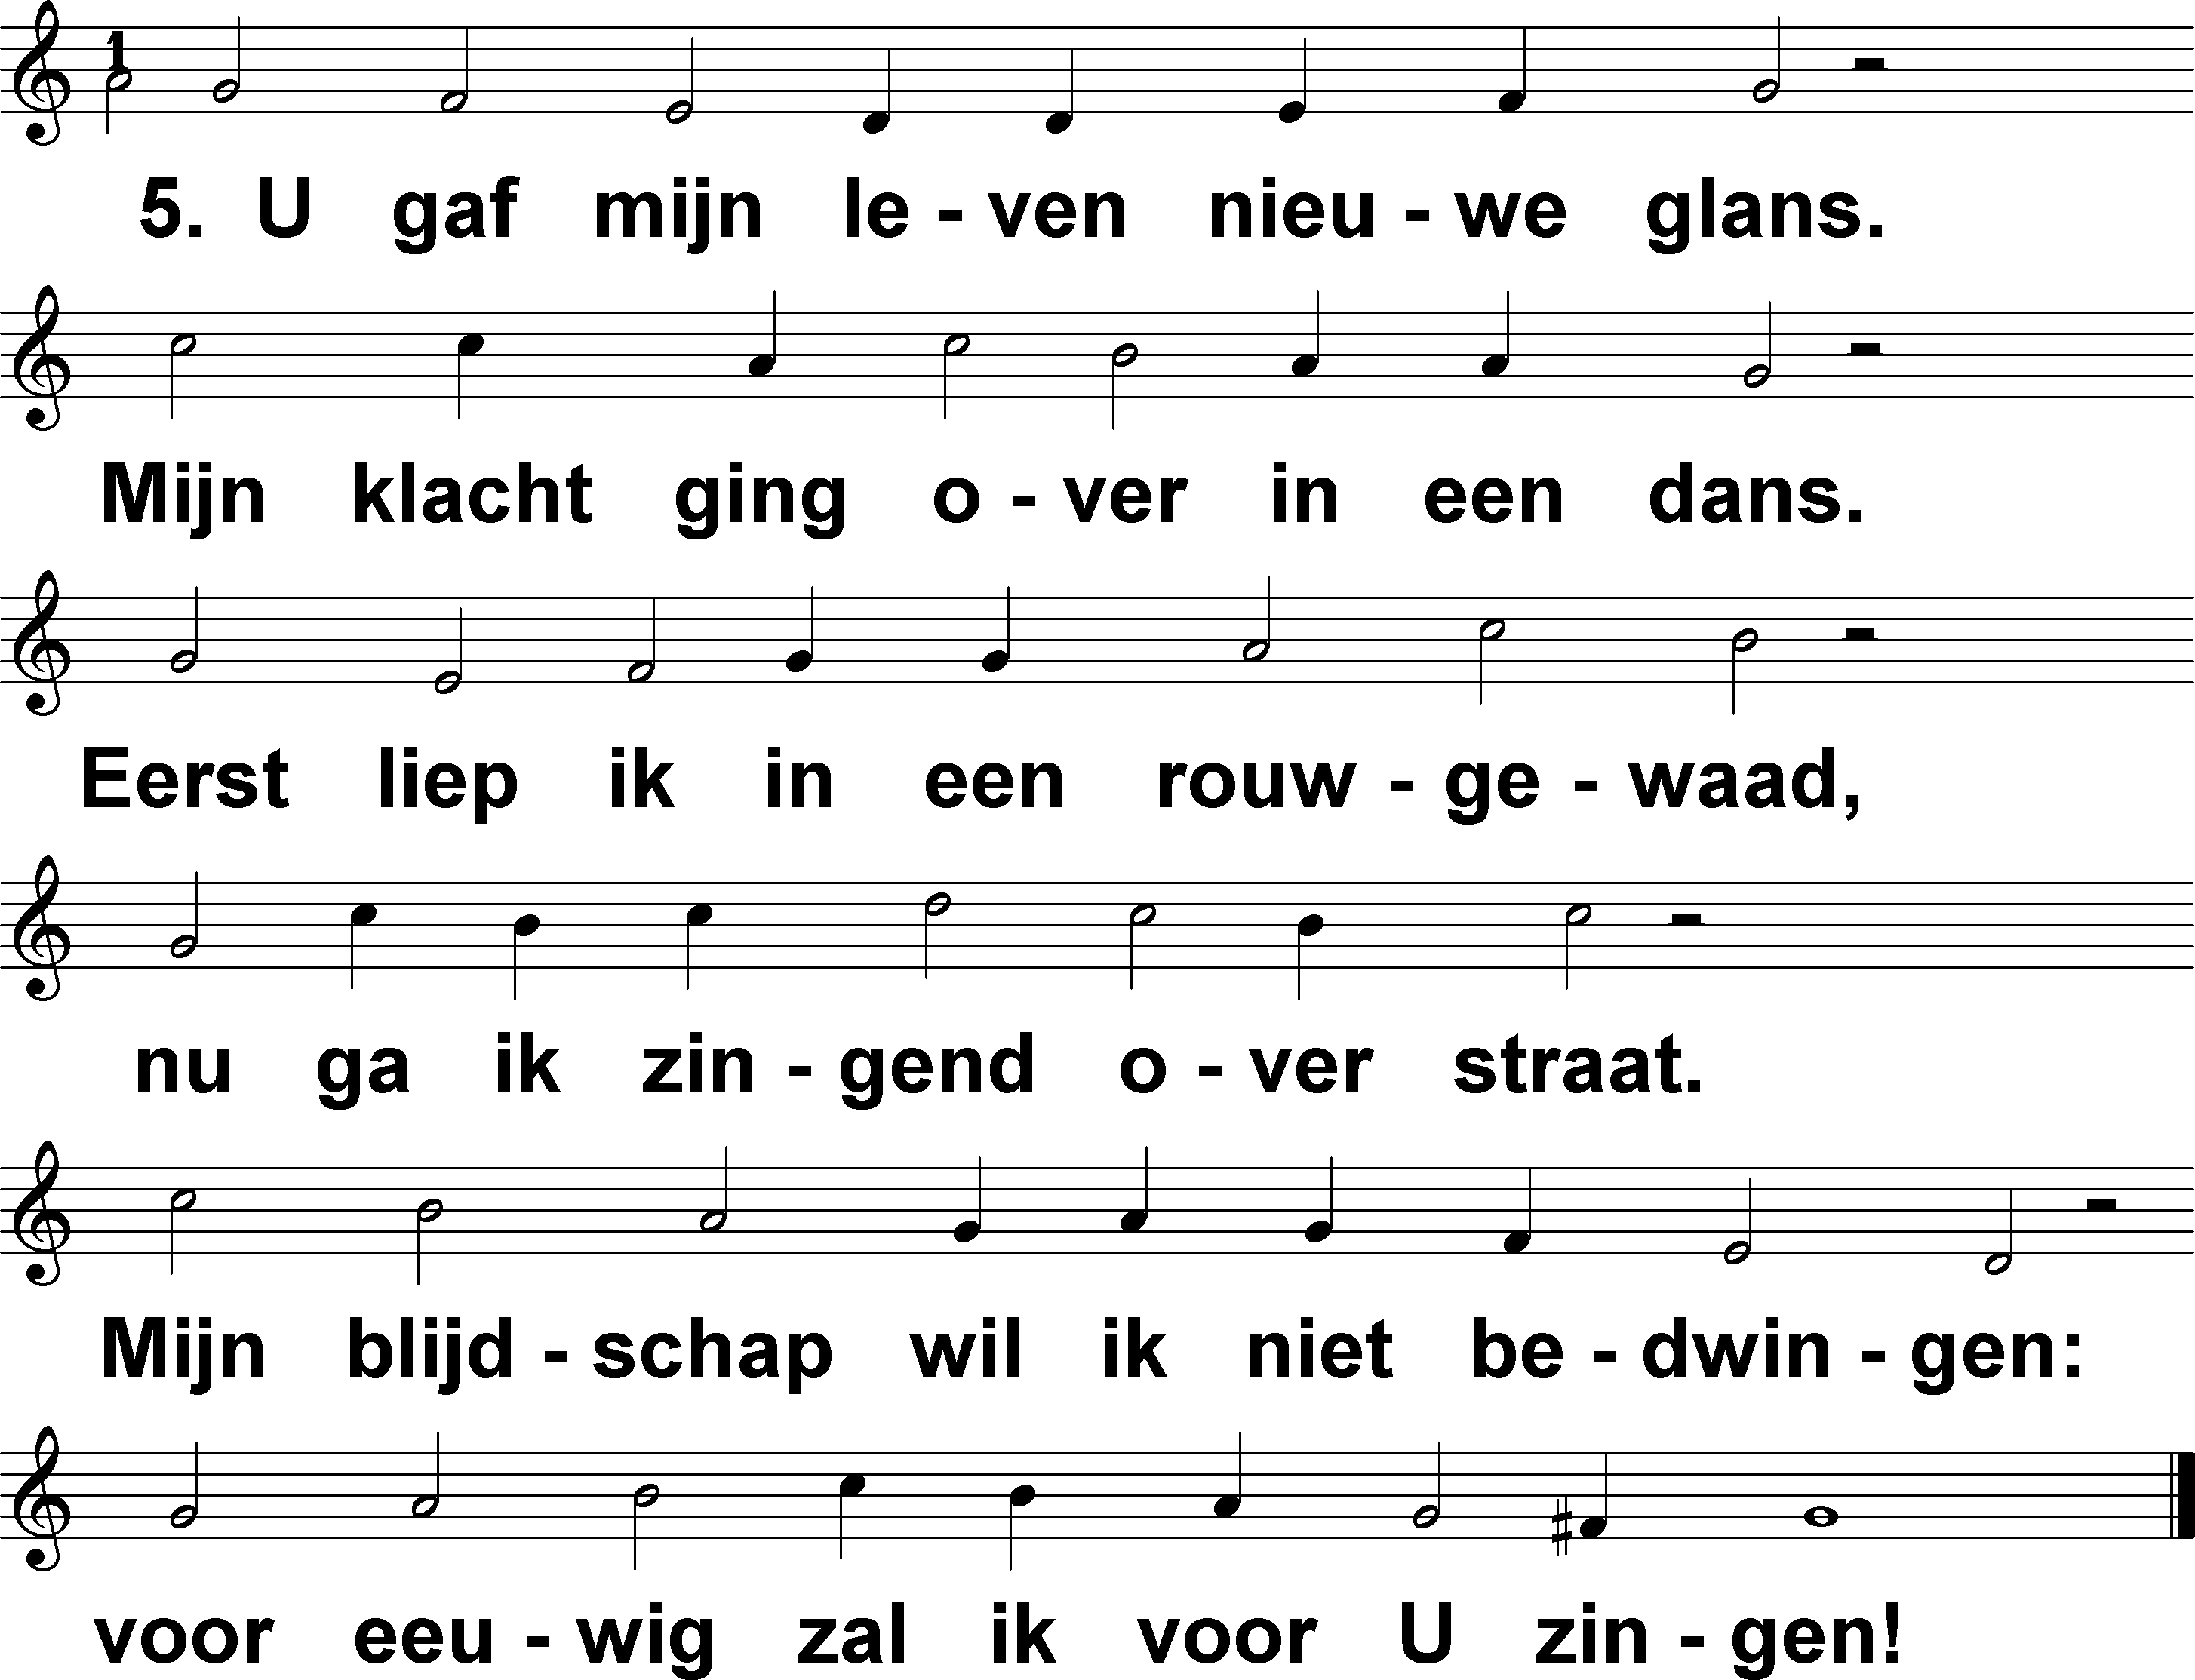 1
5. U gaf mijn le - ven nieu - we glans.
Mijn klacht ging o - ver in een dans.
Eerst liep ik in een rouw - ge - waad,
nu ga ik zin - gend o - ver straat.
Mijn blijd - schap wil ik niet be - dwin - gen:
voor eeu - wig zal ik voor U zin - gen!